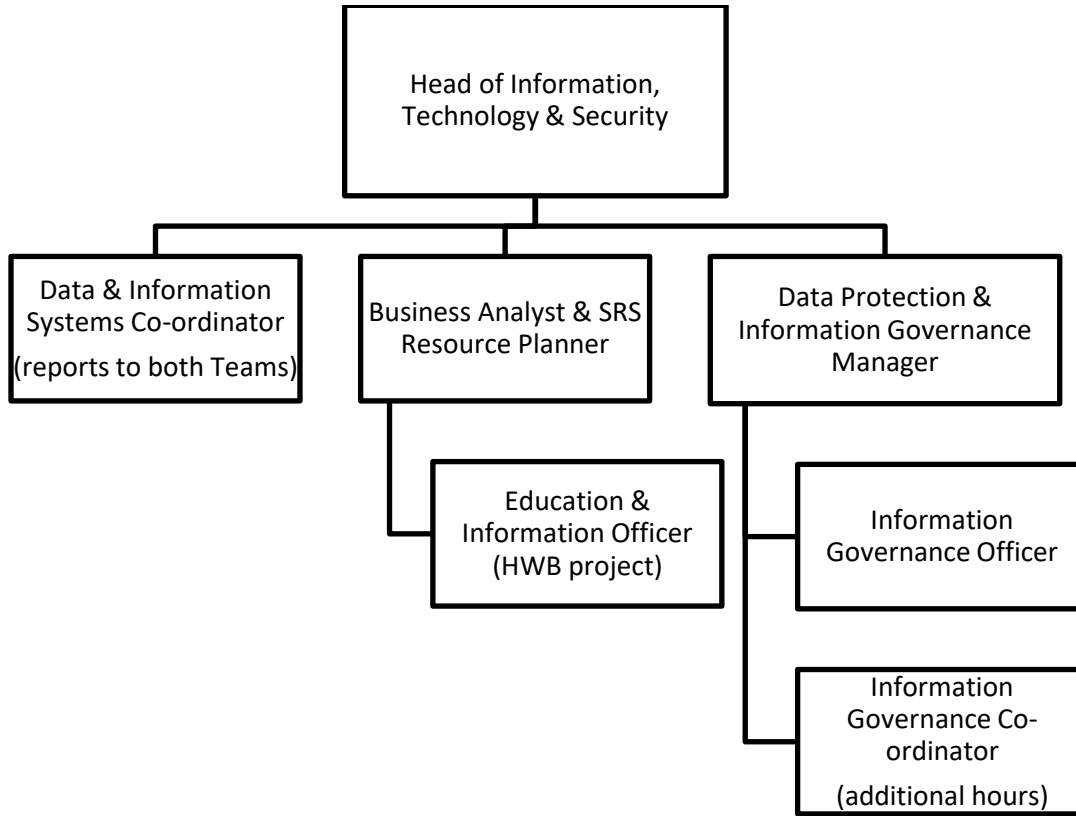 Head of Information,
Technology & Security
Data & Information
Systems Co-ordinator
(reports to both Teams)
Business Analyst & SRS
Resource Planner
Data Protection &
Information Governance
Manager
Education &
Information Officer
(HWB project)
Information
Governance Officer
Information
Governance Co-
ordinator
(additional hours)